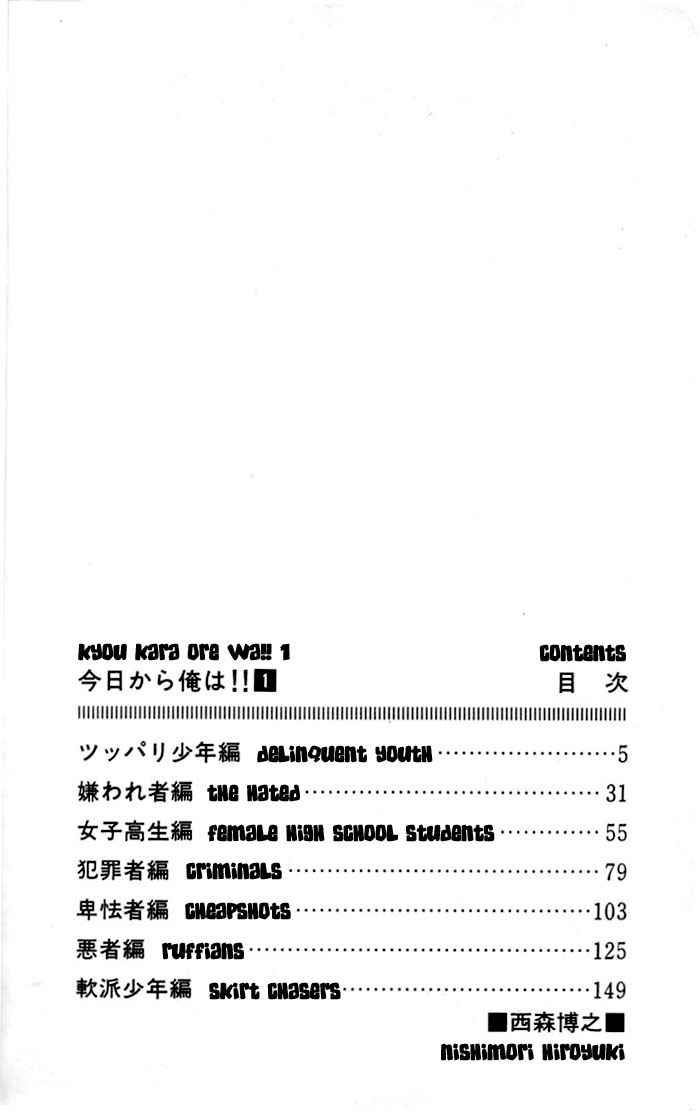 Kyou Kara Ore Wa!! 1 Contents
今日から俺は!!1 目 次
ツッパリ少年編 Delinquent Youth……………………5
嫌われ者編 The Hated……………………31
女子高生編 Female High School Students…………55
犯罪者編 Criminals……………………79
卑怯者編 Cheapshots……………………103
悪者編 Ruffians……………………125
軟派少年編 Skirt Chasers……………………149
■西森博之■
Nishimori Hiroyuki